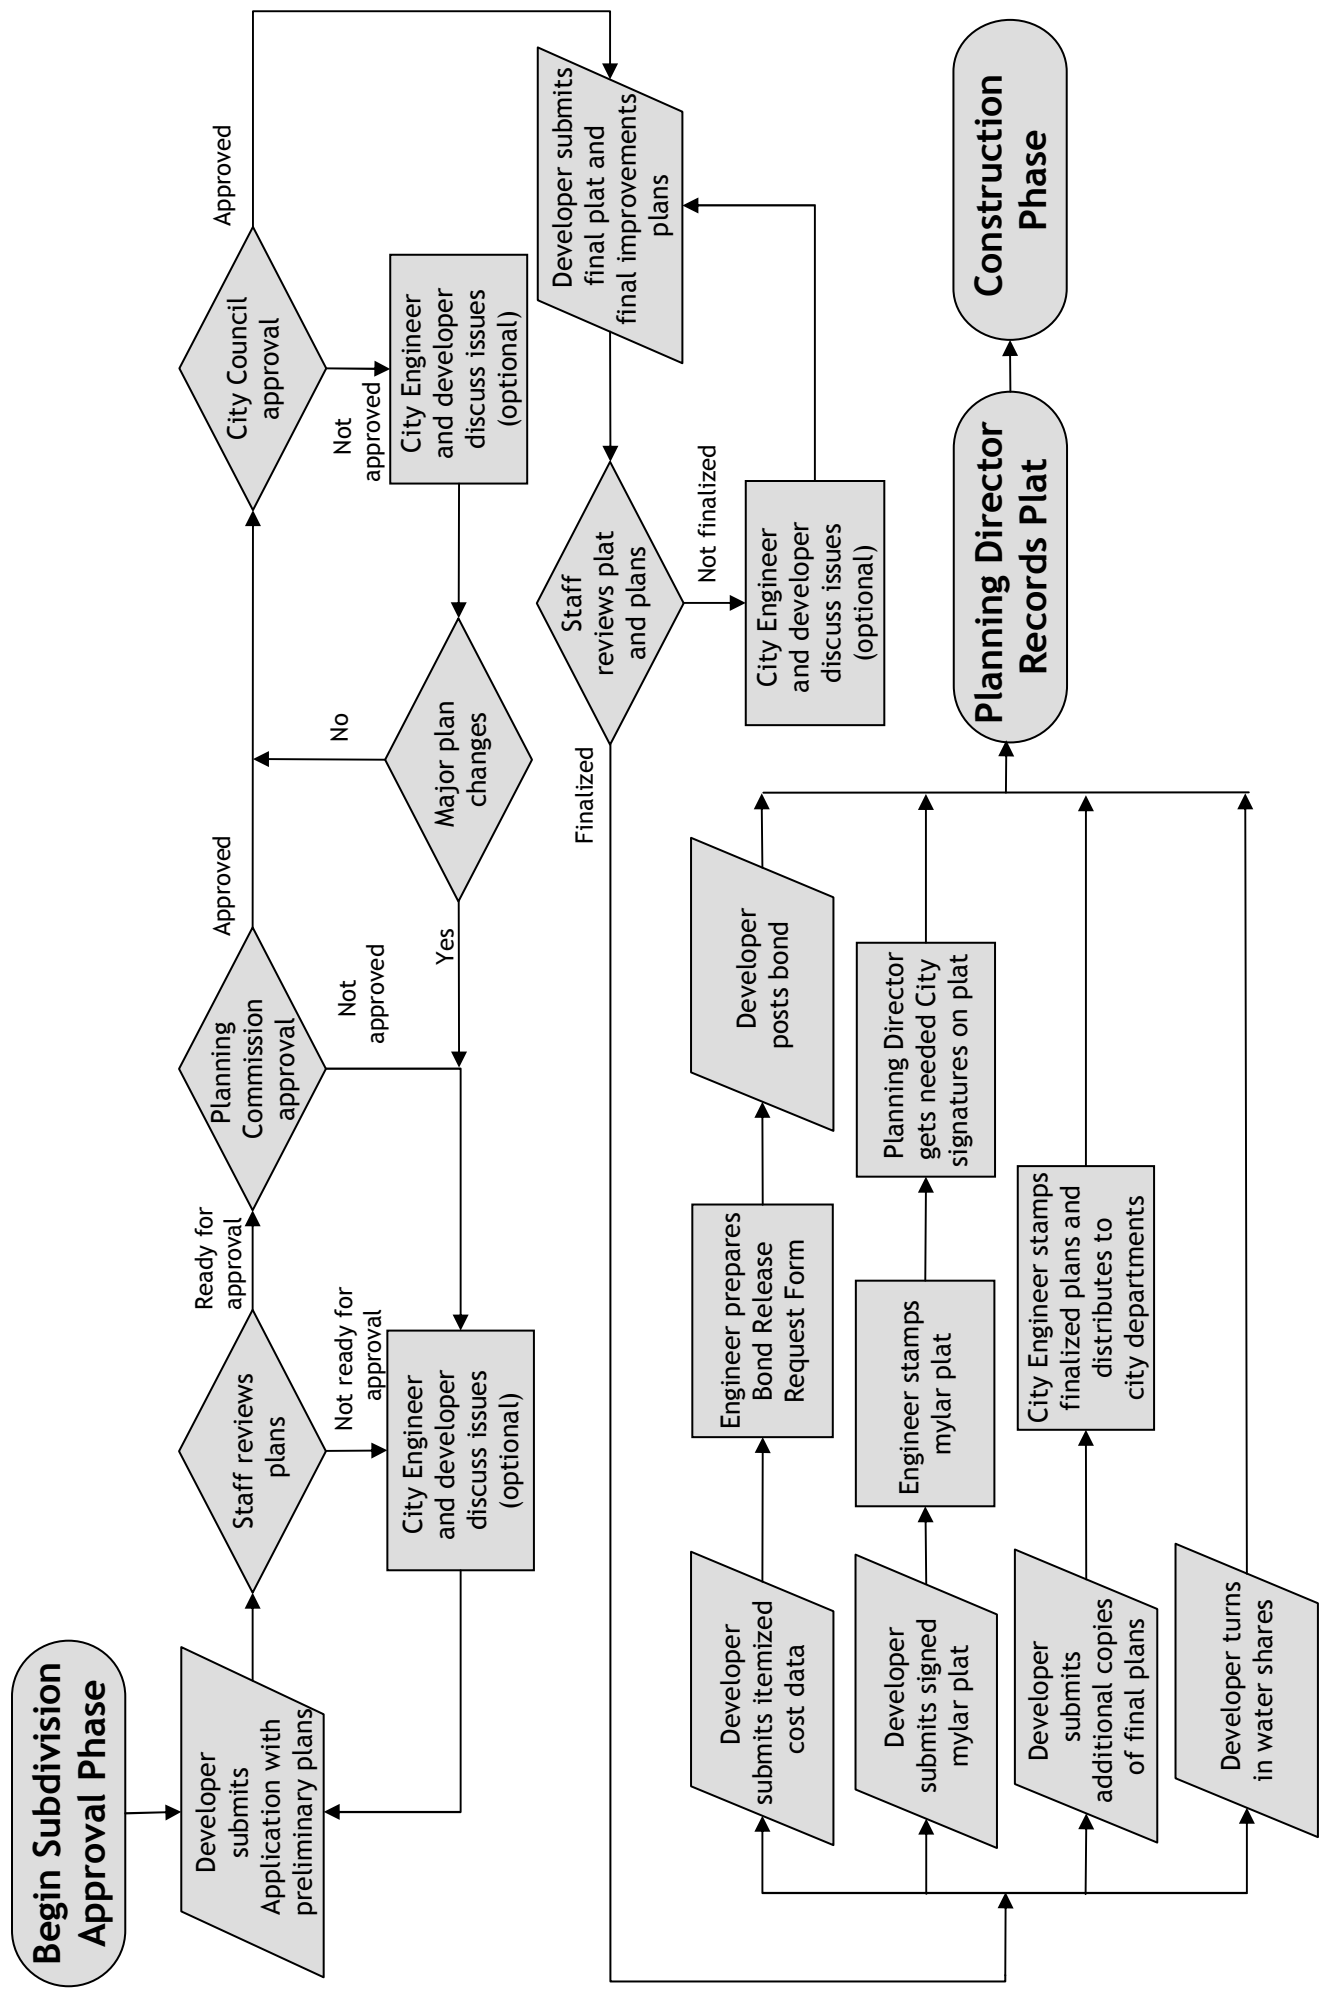 Begin Subdivision
Approval Phase
Developer
submits
Application with
preliminary plans
Staff reviews
plans
Ready for
approval
Not ready for
approval
City Engineer
and developer
discuss issues
(optional)
Planning
Commission
approval
Approved
Not
approved
City Council
approval
Approved
Not
approved
City Engineer
and developer
discuss issues
(optional)
Major plan
changes
No
Yes
Developer submits
final plat and
final improvements
plans
Staff
reviews plat
and plans
Not finalized
Finalized
City Engineer
and developer
discuss issues
(optional)
Developer
submits itemized
cost data
Engineer prepares
Bond Release
Request Form
Developer
posts bond
Developer
submits signed
mylar plat
Engineer stamps
mylar plat
Planning Director
gets needed City
signatures on plat
Developer
submits
additional copies
of final plans
City Engineer stamps
finalized plans and
distributes to
city departments
Developer turns
in water shares
Planning Director
Records Plat
Construction
Phase